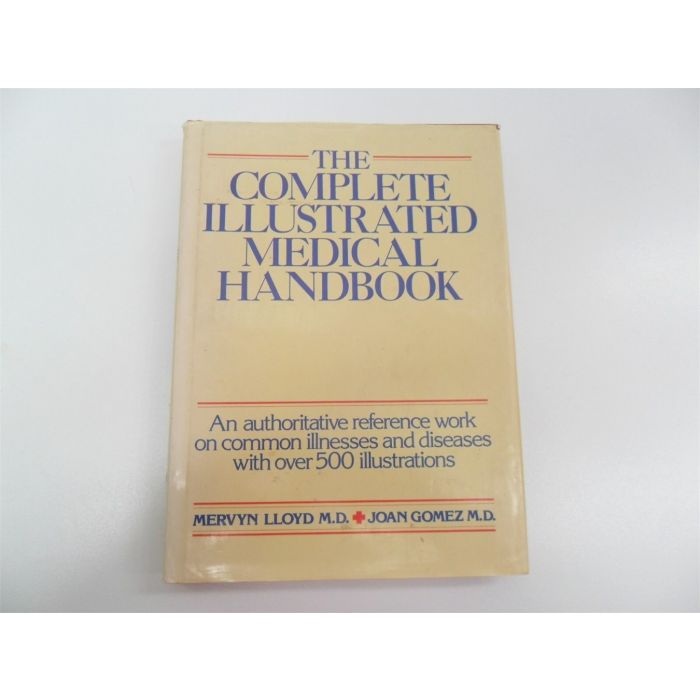 THE
COMPLETE
ILLUSTRATED
MEDICAL
HANDBOOK
An authoritative reference work
on common illnesses and diseases
with over 500 illustrations
MERVYN LLOYD M.D. JOAN GOMEZ M.D.